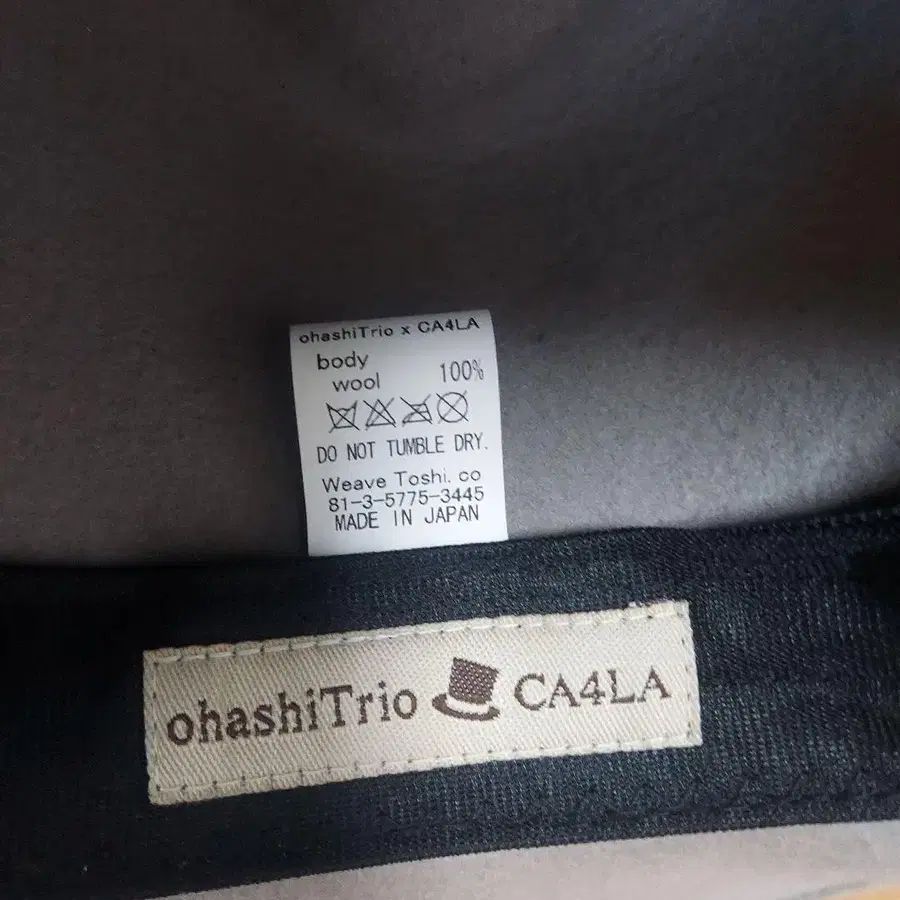 ohashiTrio x CA4LA
body
wool 100%
DO NOT TUMBLE DRY.
Weave Toshi. co
81-3-5775-3445
MADE IN JAPAN
ohashiTrio CA4LA